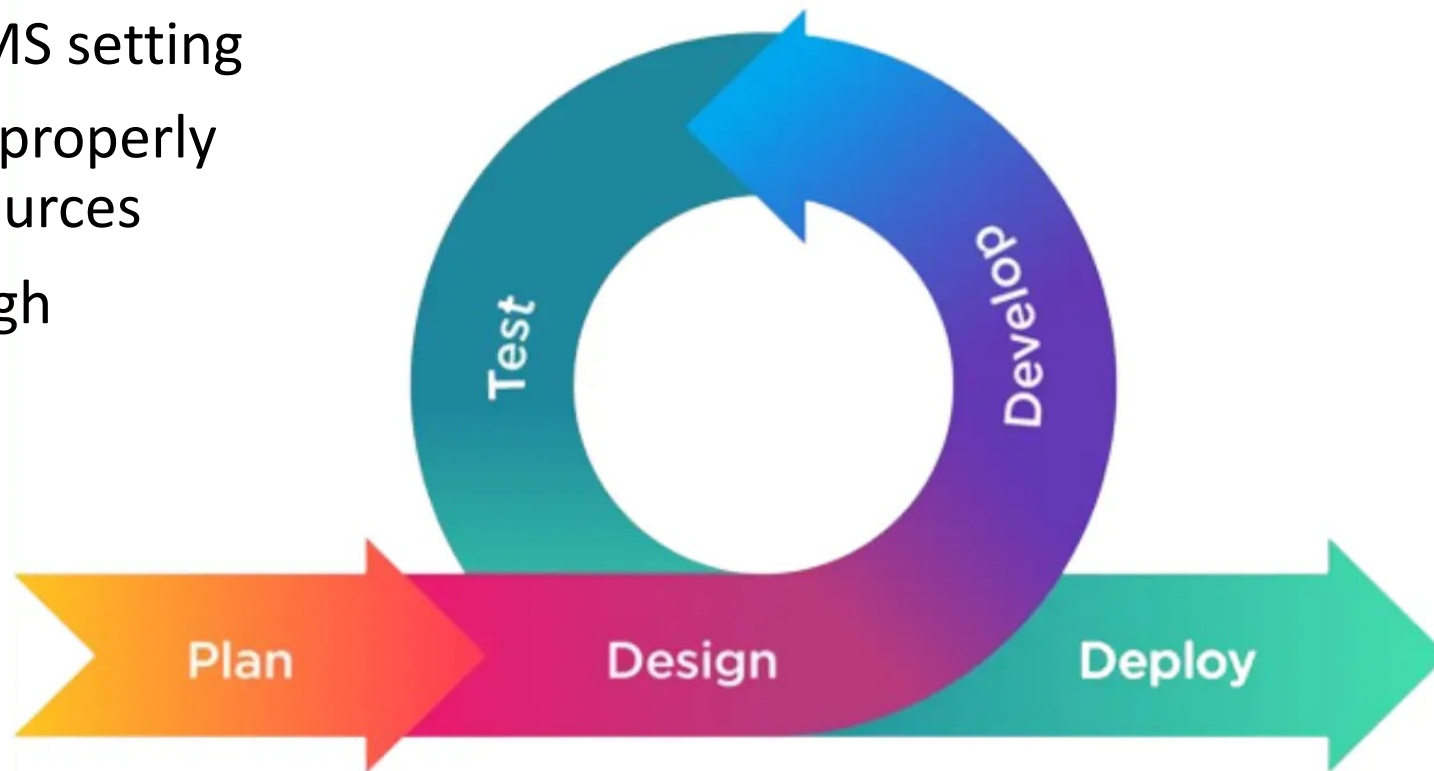 MS setting
properly
urces
gh
Test
Develop
Plan
Design
Deploy